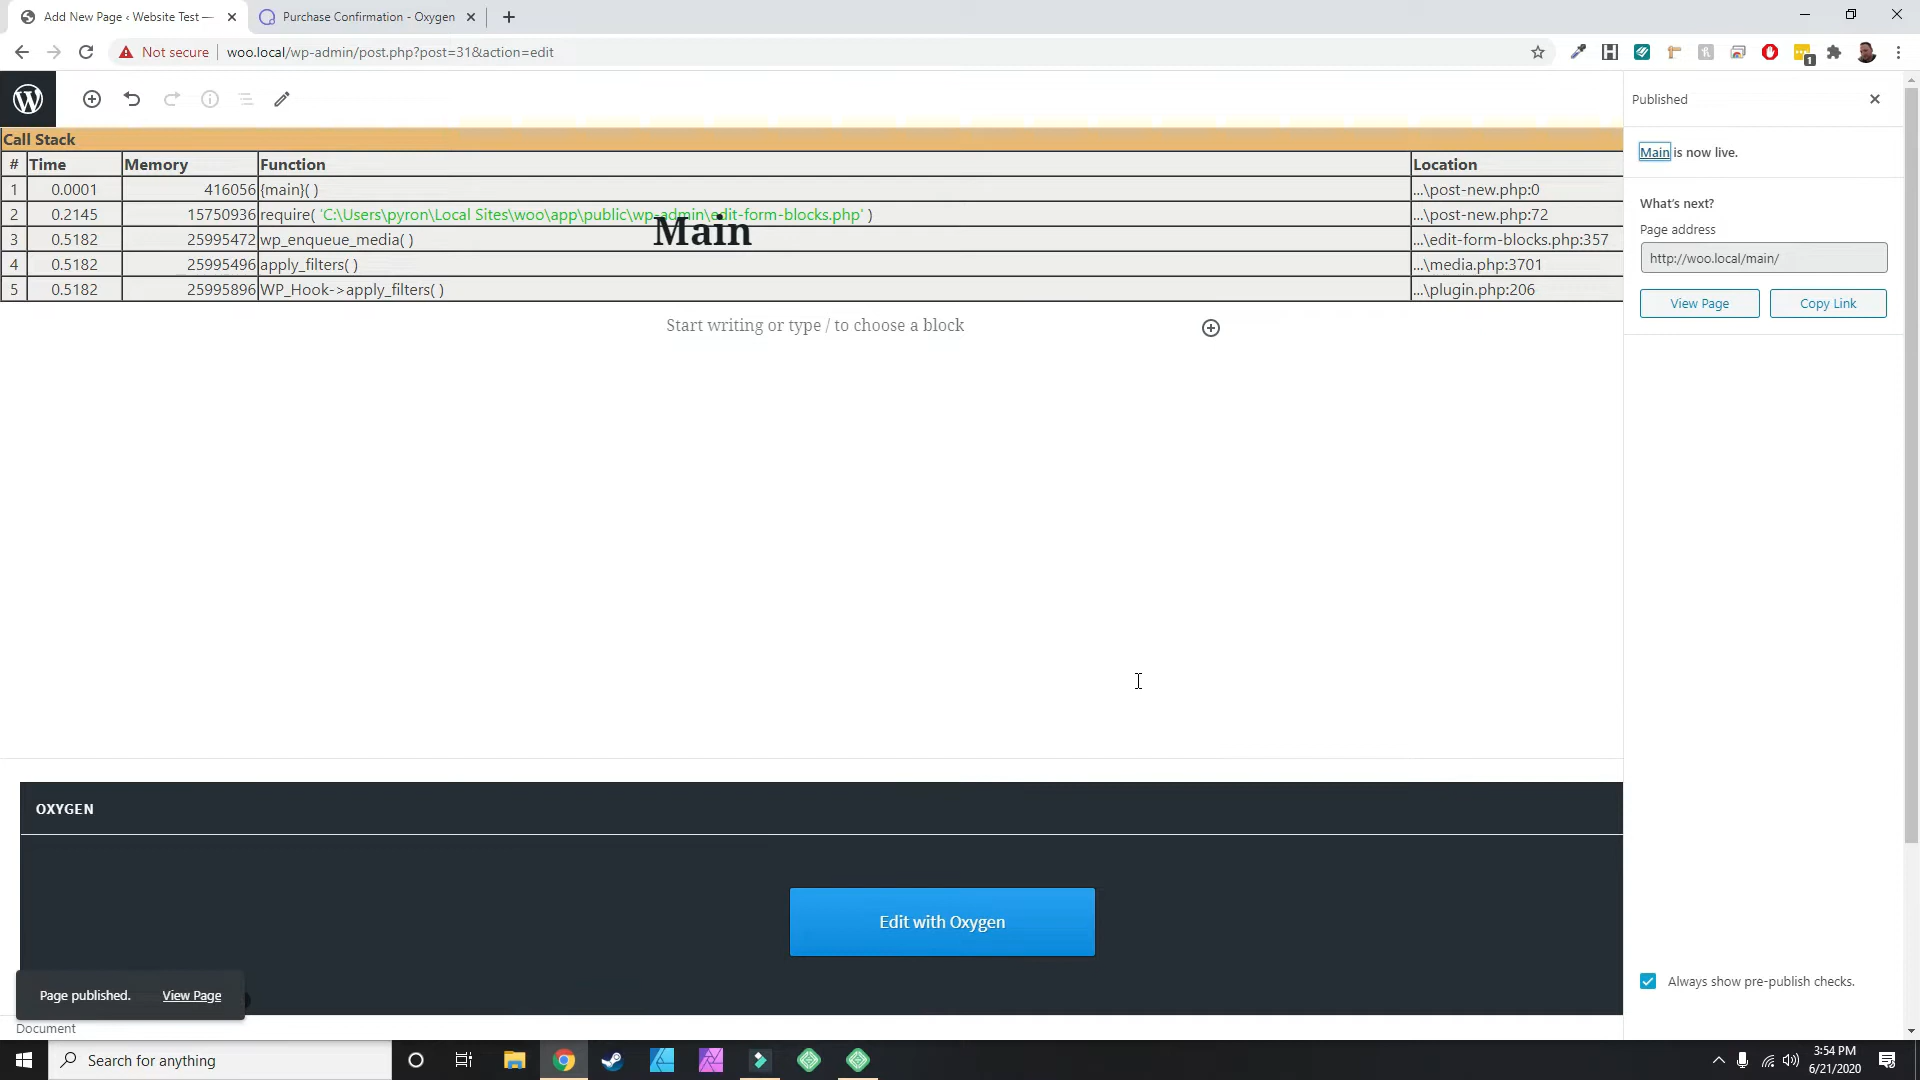 Add New Page ‹ Website Test —
Purchase Confirmation - Oxygen
Not secure
woo.local/wp-admin/post.php?post=31&action=edit
1
Published
Call Stack
# Time Memory Function Location
1 0.0001 416056 {main}( ) ...\post-new.php:0
2 0.2145 15750936 require( 'C:\Users\pyron\Local Sites\woo\app\public\wp-admin\edit-form-blocks.php' ) ...\post-new.php:72
Main
3 0.5182 25995472 wp_enqueue_media( ) ...\edit-form-blocks.php:357
4 0.5182 25995496 apply_filters( ) ...\media.php:3701
5 0.5182 25995896 WP_Hook->apply_filters( ) ...\plugin.php:206
Start writing or type / to choose a block
Main is now live.
What's next?
Page address
http://woo.local/main/
View Page
Copy Link
OXYGEN
Edit with Oxygen
Page published. View Page
Always show pre-publish checks.
Document
Search for anything
3:54 PM
6/21/2020